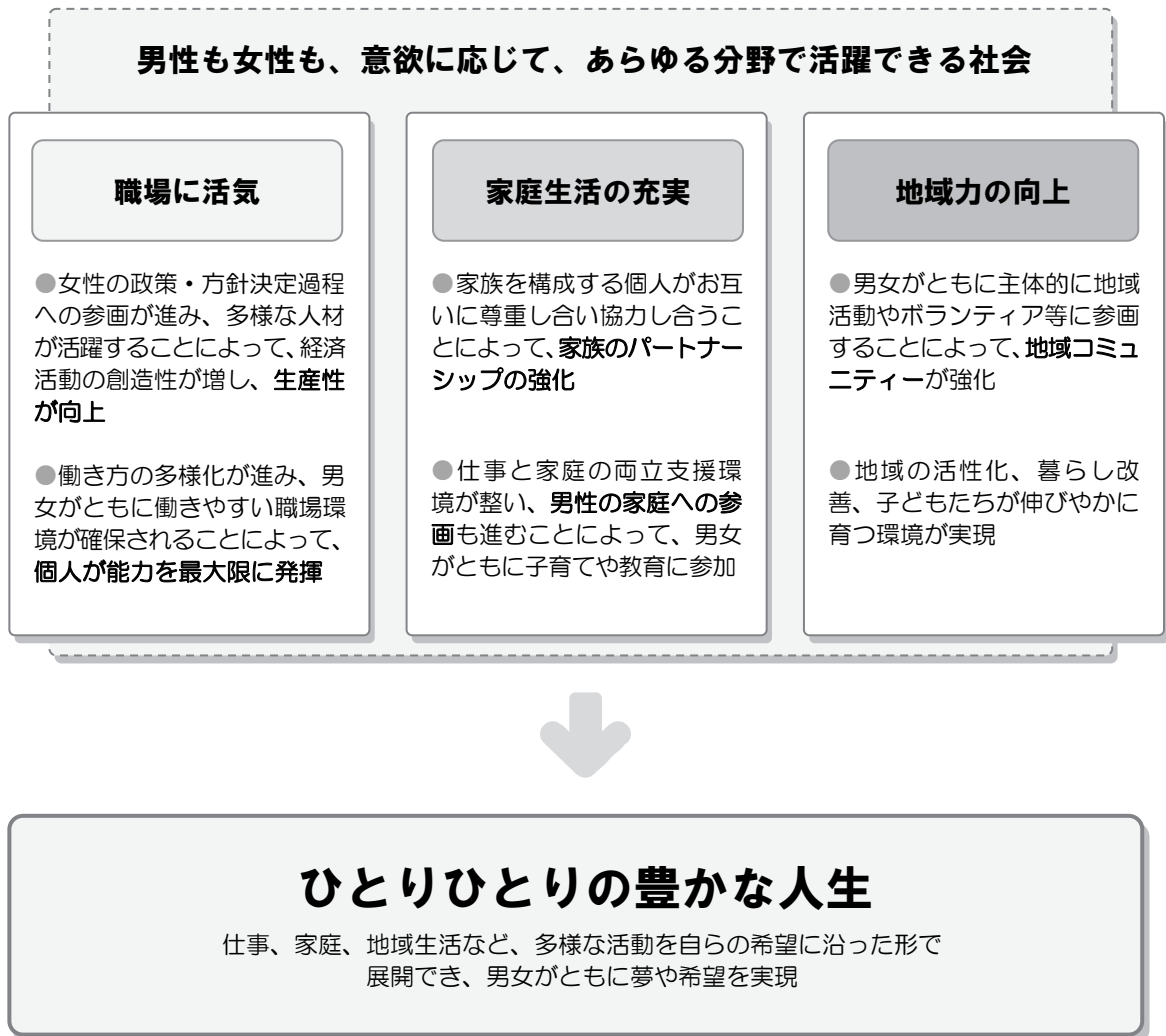 男性も女性も、意欲に応じて、あらゆる分野で活躍できる社会
職場に活気
●女性の政策・方針決定過程
への参画が進み、多様な人材
が活躍することによって、経済
活動の創造性が増し、生産性
が向上
●働き方の多様化が進み、男
女がともに働きやすい職場環
境が確保されることによって、
個人が能力を最大限に発揮
家庭生活の充実
●家族を構成する個人がお互
いに尊重し合い協力し合うこ
とによって、家族のパートナー
シップの強化
●仕事と家庭の両立支援環
境が整い、男性の家庭への参
画も進むことによって、男女
がともに子育てや教育に参加
地域力の向上
●男女がともに主体的に地域
活動やボランティア等に参画
することによって、地域コミュ
ニティーが強化
●地域の活性化、暮らし改
善、子どもたちが伸びやかに
育つ環境が実現
ひとりひとりの豊かな人生
仕事、家庭、地域生活など、多様な活動を自らの希望に沿った形で
展開でき、男女がともに夢や希望を実現